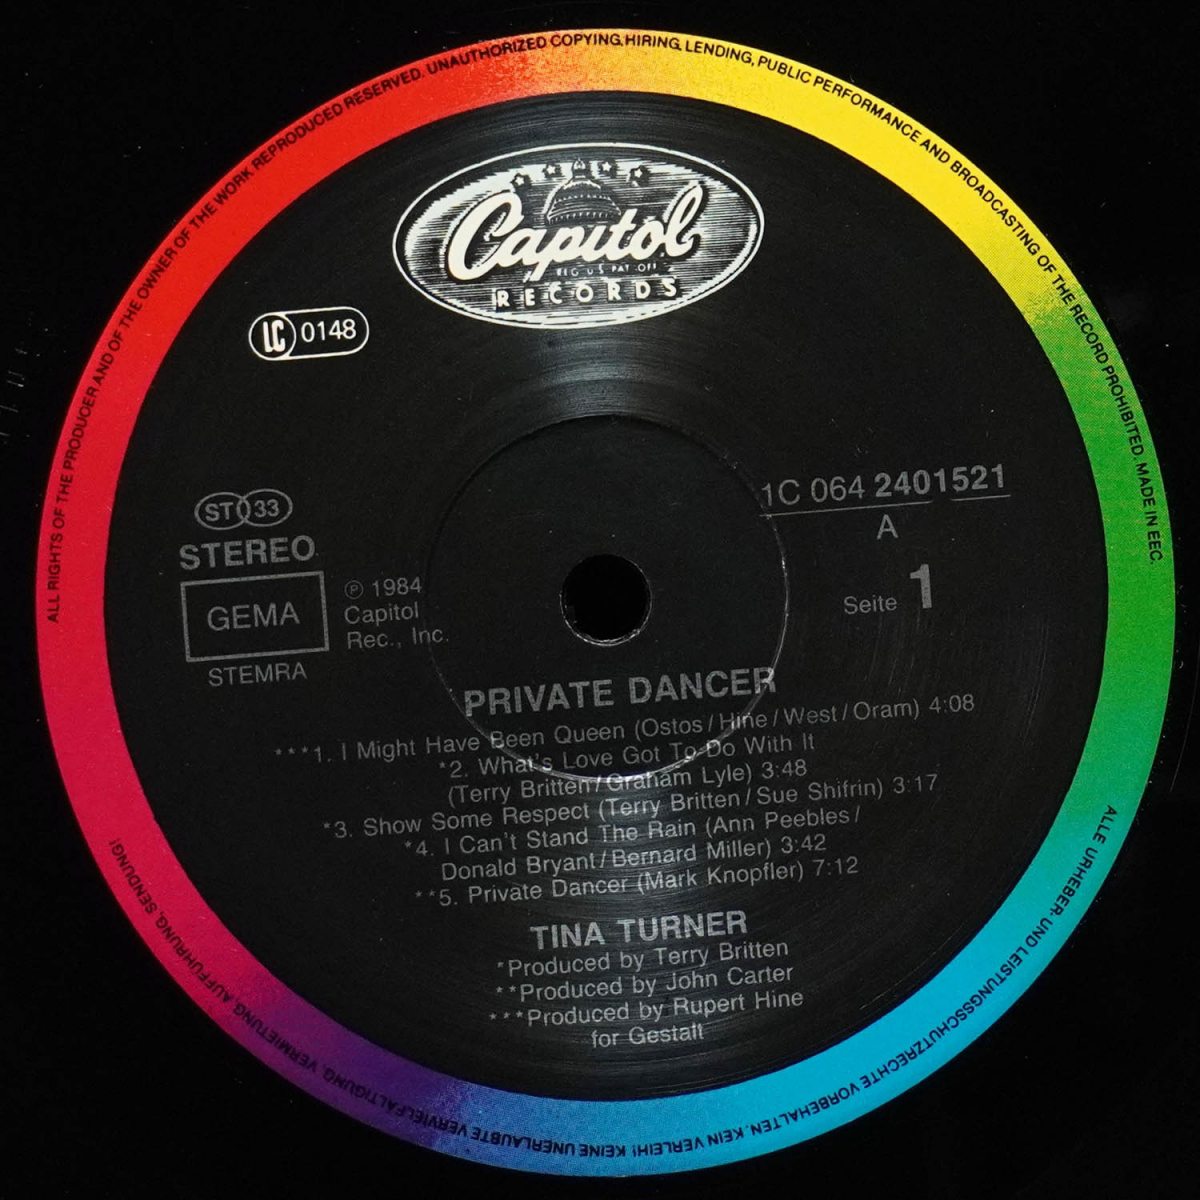 ALL RIGHTS OF THE PRODUCER AND OF THE OWNER OF THE WORK REPRODUCED RESERVED. UNAUTHORIZED COPYING, HIRING, LENDING, PUBLIC PERFORMANCE AND BROADCASTING OF THE RECORD PROHIBITED. MADE IN EEC.
Capitol
REG. U.S. PAT. OFF.
RECORDS
LC 0148
1C 064 2401521
A
ST 33
STEREO
GEMA
STEMRA
℗ 1984
Capitol
Rec., Inc.
Seite 1
PRIVATE DANCER
***1. I Might Have Been Queen (Ostos/Hine/West/Oram) 4:08
*2. What's Love Got To Do With It
(Terry Britten/Graham Lyle) 3:48
*3. Show Some Respect (Terry Britten/Sue Shifrin) 3:17
*4. I Can't Stand The Rain (Ann Peebles/
Donald Bryant/Bernard Miller) 3:42
**5. Private Dancer (Mark Knopfler) 7:12
TINA TURNER
*Produced by Terry Britten
**Produced by John Carter
***Produced by Rupert Hine
for Gestalt
ALLE URHEBER- UND LEISTUNGSSCHUTZRECHTE VORBEHALTEN. KEIN VERLEIH! KEINE UNERLAUBTE VERVIELFÄLTIGUNG, VERMIETUNG, AUFFÜHRUNG, SENDUNG!